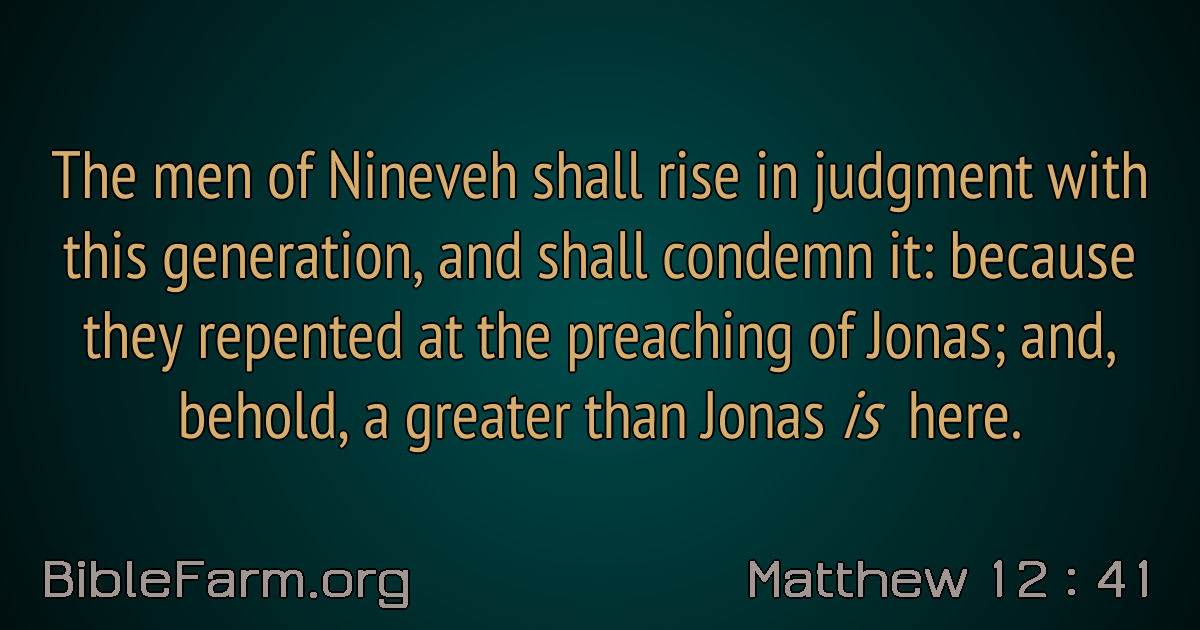 The men of Nineveh shall rise in judgment with
this generation, and shall condemn it: because
they repented at the preaching of Jonas; and,
behold, a greater than Jonas is here.
BibleFarm.org
Matthew 12 : 41